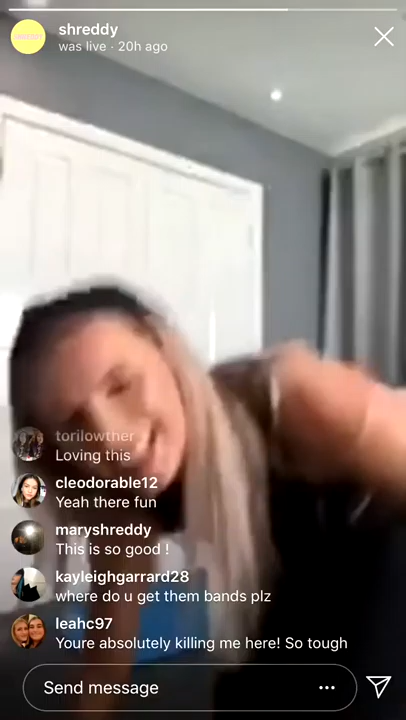 shreddy
was live · 20h ago
torilowther
Loving this
cleodorable12
Yeah there fun
maryshreddy
This is so good !
kayleighgarrard28
where do u get them bands plz
leahc97
Youre absolutely killing me here! So tough
Send message